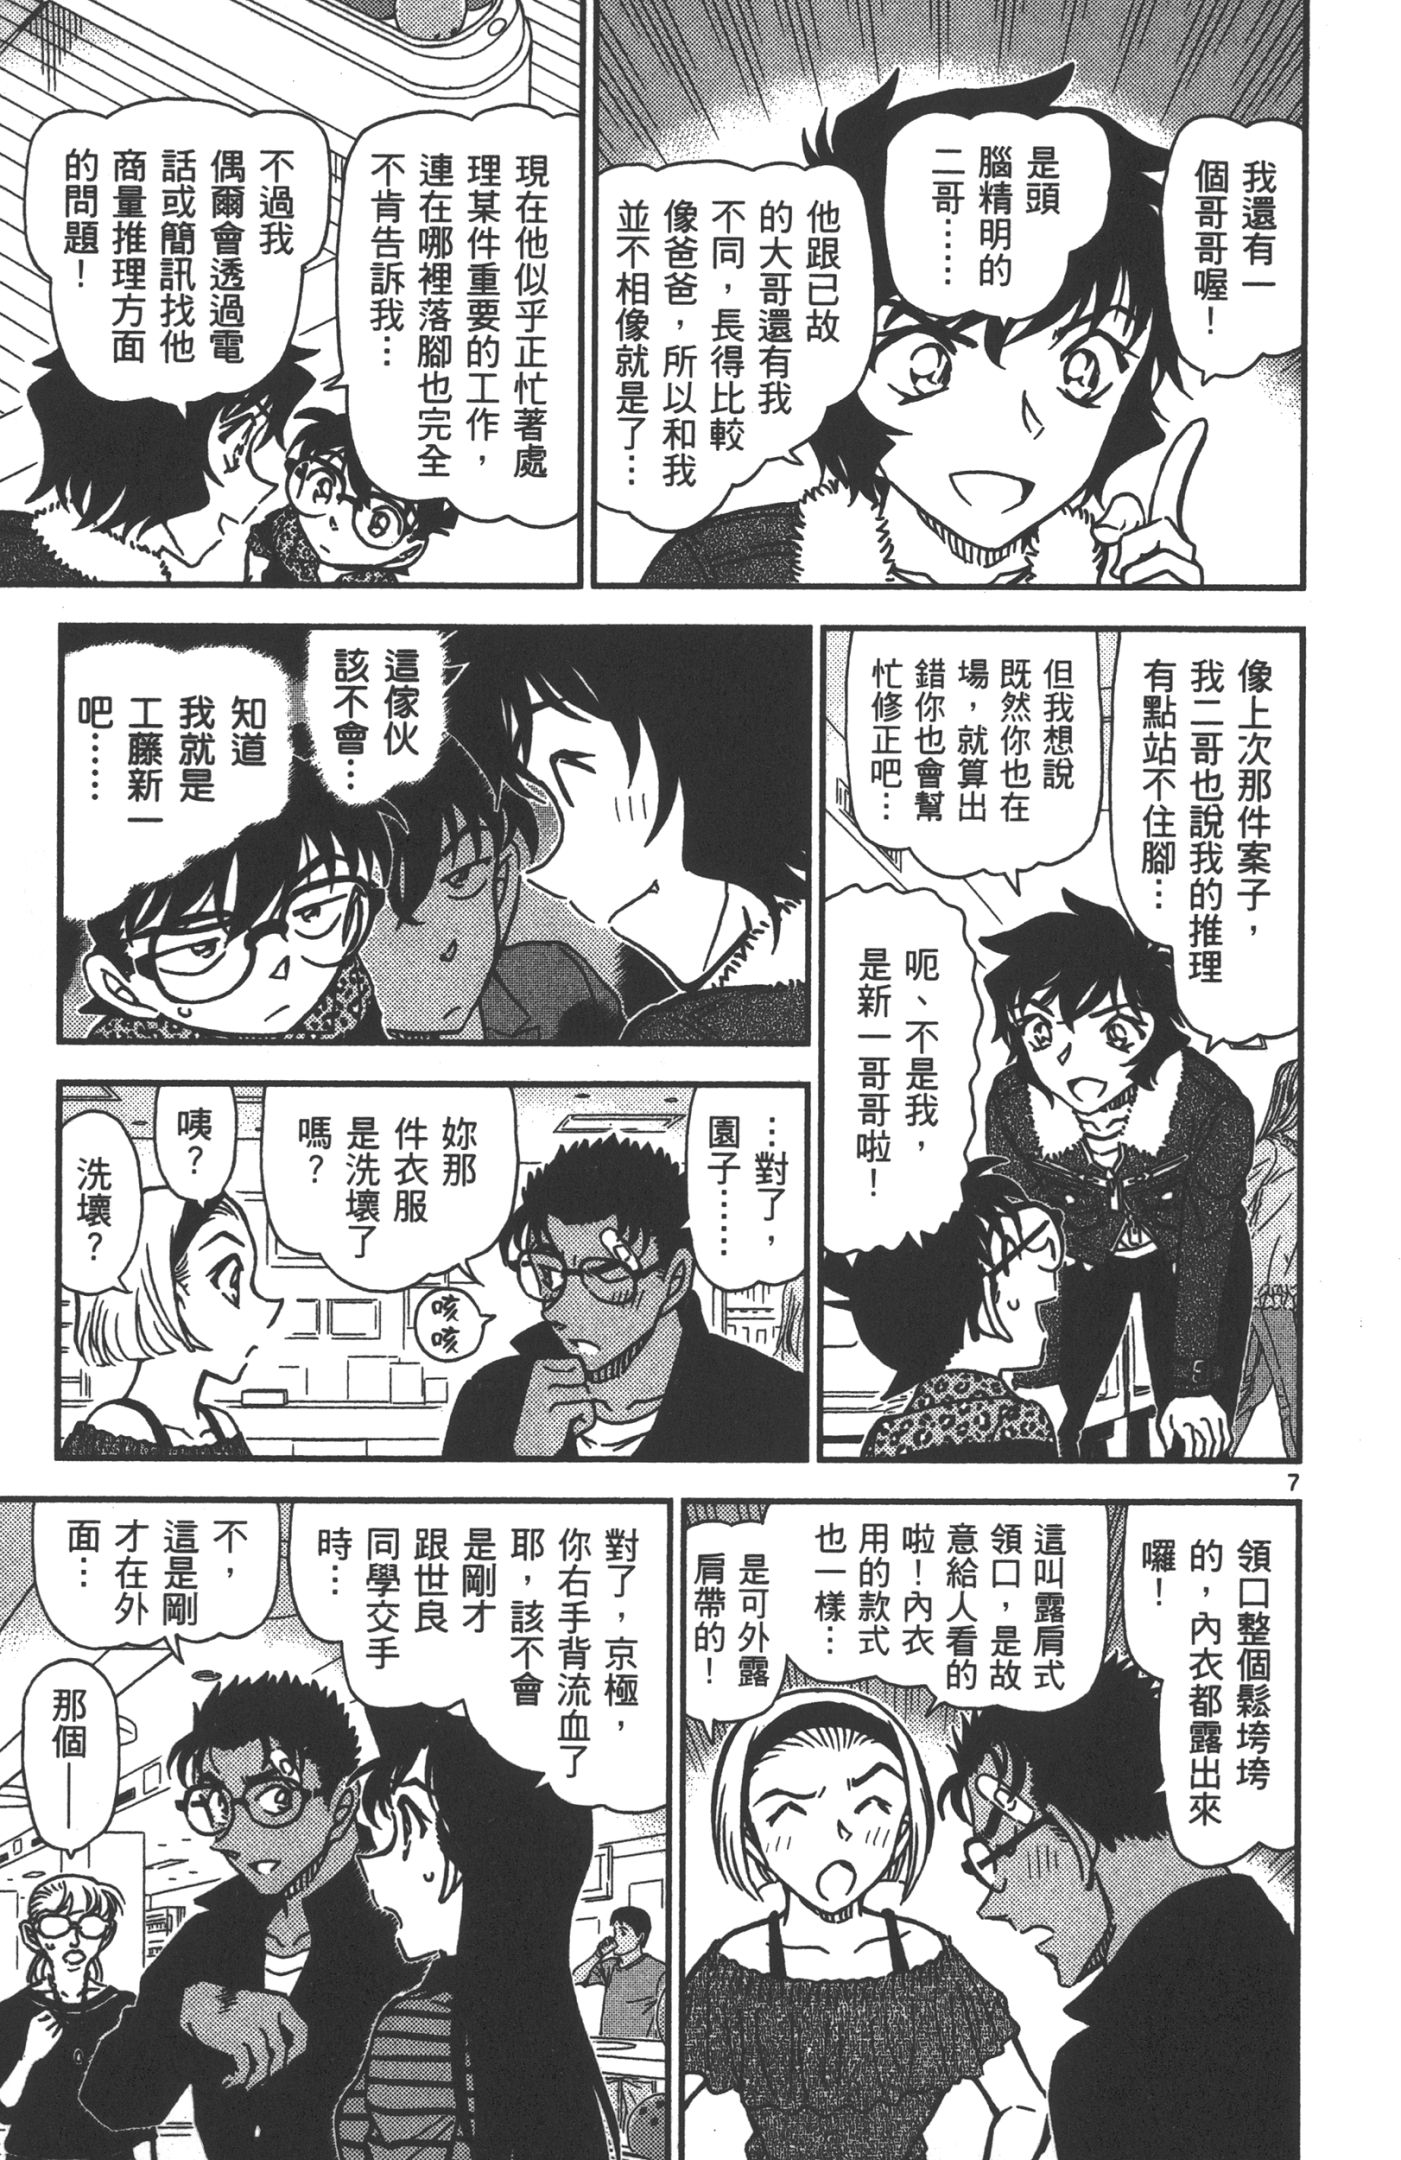 我還有一
個哥哥喔！
是頭
腦精明的
二哥……
他跟已故
的大哥還有我
不同，長得比較
像爸爸，所以和我
並不相像就是了…
現在他似乎正忙著處
理某件重要的工作，
連在哪裡落腳也完全
不肯告訴我…
不過我
偶爾會透過電
話或簡訊找他
商量推理方面
的問題！
像上次那件案子，
我二哥也說我的推理
有點站不住腳…
但我想說
既然你也在
場，就算出
錯你也會幫
忙修正吧…
呃、不是我，
是新一哥哥啦！
這傢伙
該不會…
知道
我就是
工藤新一
吧……
…對了，
園子……
妳那
件衣服
是洗壞了
嗎？
咳
咳
咦？
洗壞？
7
領口整個鬆垮垮
的，內衣都露出來
囉！
這叫露肩式
領口，是故
意給人看的
啦！內衣
用的款式
也一樣…
是可外露
肩帶的！
對了，京極，
你右手背流血了
耶，該不會
是剛才
跟世良
同學交手
時…
不，
這是剛
才在外
面…
那個──